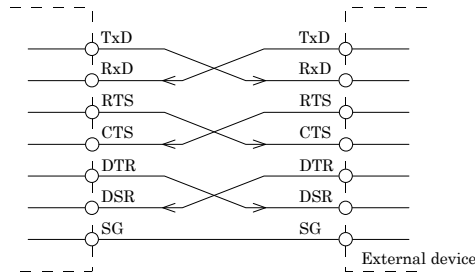 TxD TxD
RxD RxD
RTS RTS
CTS CTS
DTR DTR
DSR DSR
SG SG
External device